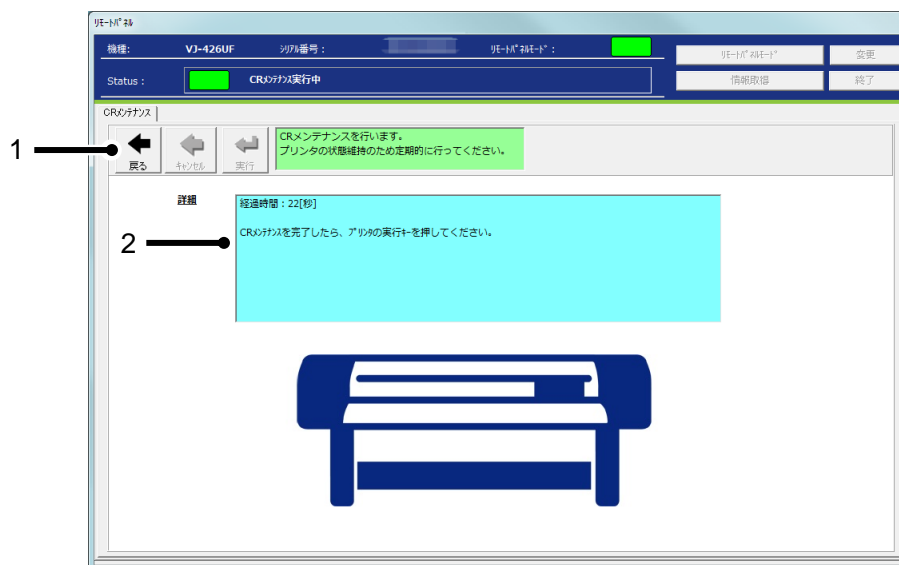 ﾘﾓｰﾄﾊﾟﾈﾙ
機種: VJ-426UF ｼﾘｱﾙ番号： ﾘﾓｰﾄﾊﾟﾈﾙﾓｰﾄﾞ：
ﾘﾓｰﾄﾊﾟﾈﾙﾓｰﾄﾞ 変更
Status : CRﾒﾝﾃﾅﾝｽ実行中
情報取得 終了
CRﾒﾝﾃﾅﾝｽ
1
戻る ｷｬﾝｾﾙ 実行
CRメンテナンスを行います。
プリンタの状態維持のため定期的に行ってください。
詳細
経過時間：22[秒]
2
CRﾒﾝﾃﾅﾝｽを完了したら、ﾌﾟﾘﾝﾀの実行ｷｰを押してください。